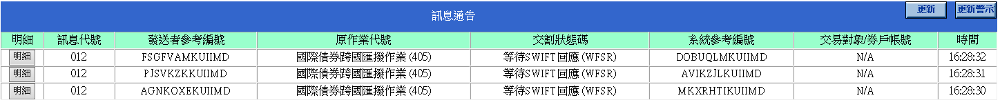 訊息通告 更新 更新警示
明細 訊息代號 發送者參考編號 原作業代號 交割狀態碼 系統參考編號 交易對象/券戶帳號 時間
明細 012 FSGFVAMKUIIMD 國際債券跨國匯撥作業(405) 等待SWIFT回應(WFSR) DOBUQLMKUIIMD N/A 16:28:32
明細 012 PJSVKZKKUIIMD 國際債券跨國匯撥作業(405) 等待SWIFT回應(WFSR) AVIKZJLKUIIMD N/A 16:28:31
明細 012 AGNKOXEKUIIMD 國際債券跨國匯撥作業(405) 等待SWIFT回應(WFSR) MKXRHTIKUIIMD N/A 16:28:30